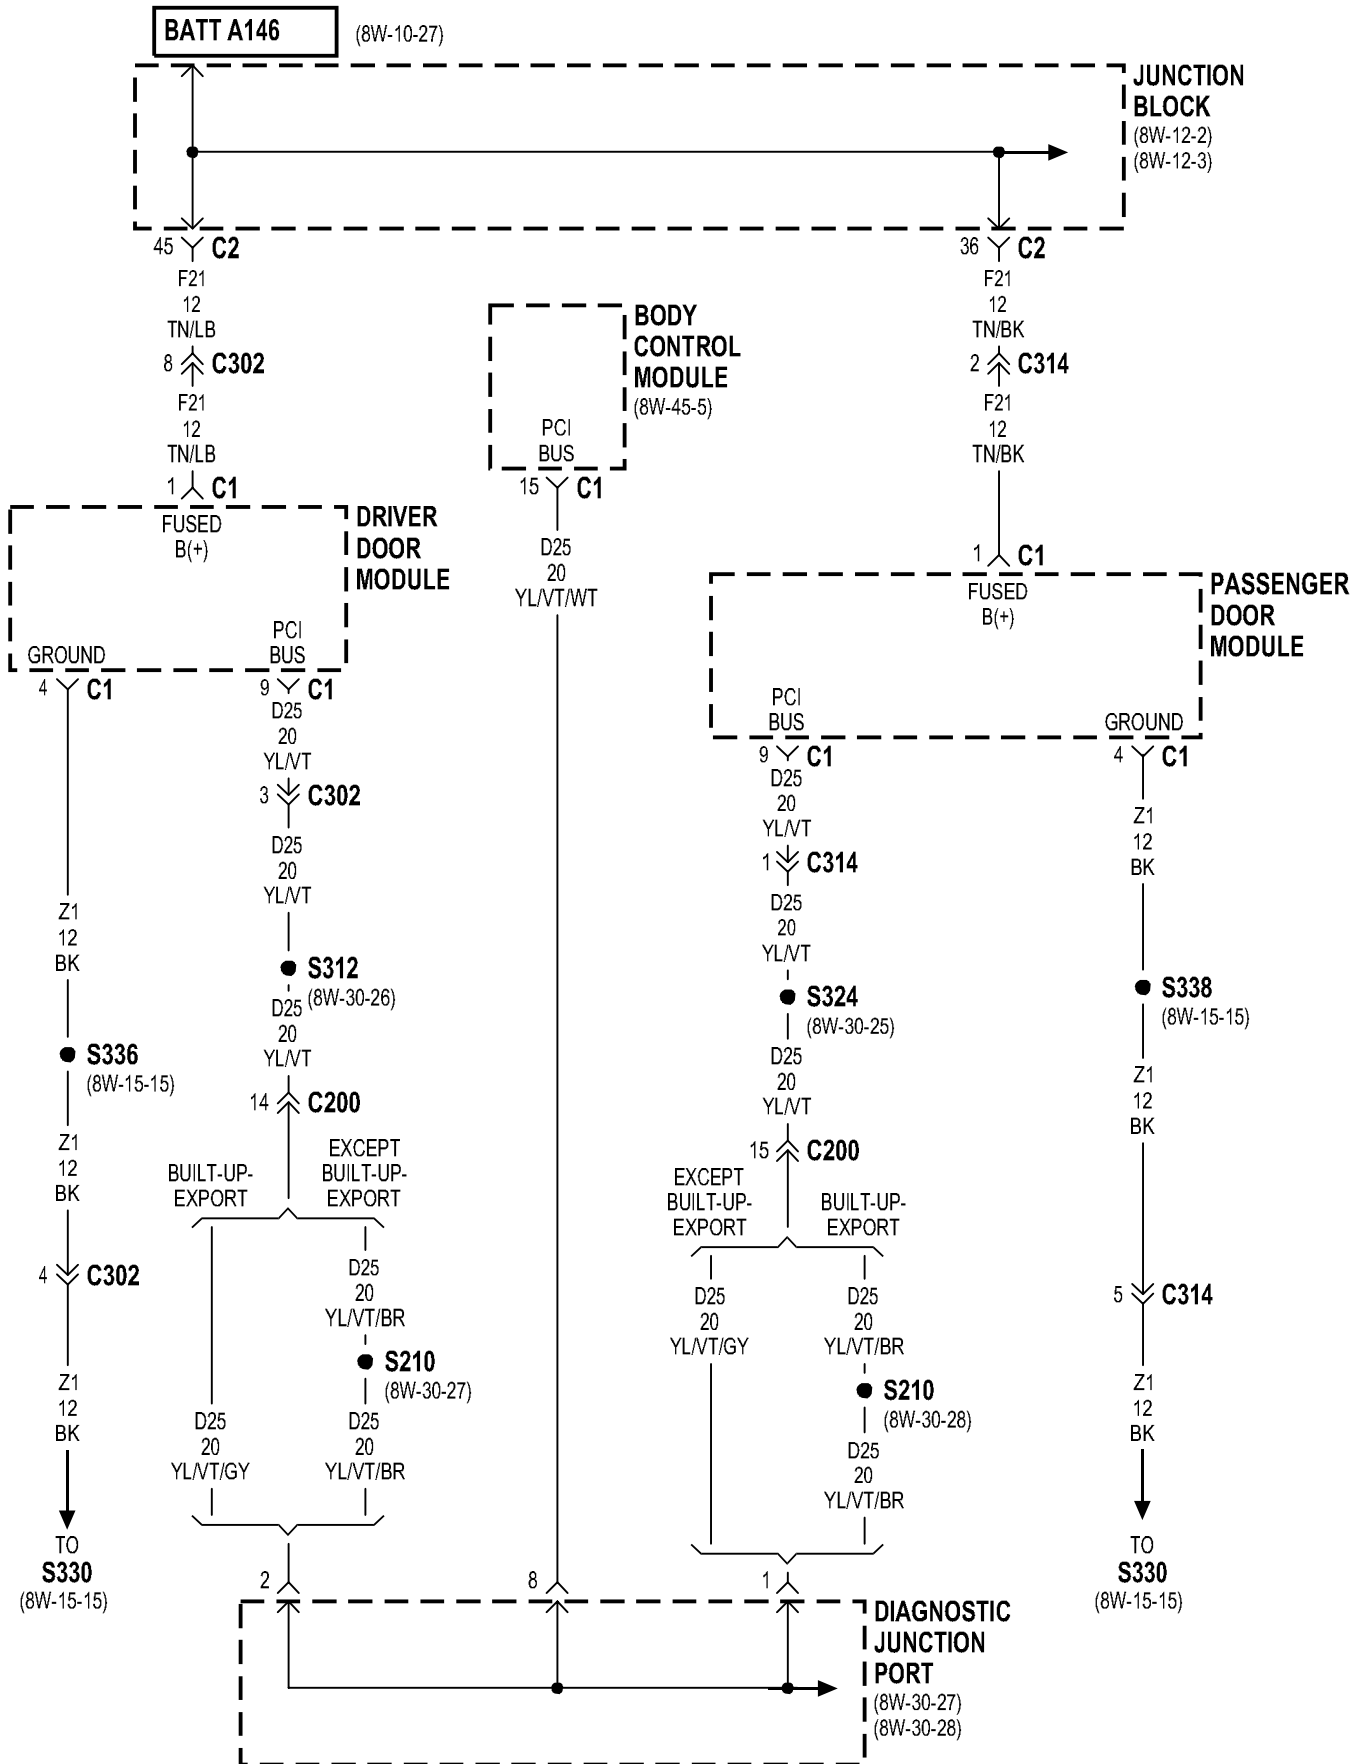 BATT A146
(8W-10-27)
JUNCTION
BLOCK
(8W-12-2)
(8W-12-3)
45 C2
F21
12
TN/LB
8 C302
F21
12
TN/LB
1 C1
FUSED
B(+)
DRIVER
DOOR
MODULE
GROUND
PCI
BUS
4 C1
9 C1
BODY
CONTROL
MODULE
(8W-45-5)
PCI
BUS
15 C1
D25
20
YL/VT/WT
36 C2
F21
12
TN/BK
2 C314
F21
12
TN/BK
1 C1
FUSED
B(+)
PASSENGER
DOOR
MODULE
PCI
BUS
GROUND
9 C1
4 C1
Z1
12
BK
S336
(8W-15-15)
Z1
12
BK
4 C302
Z1
12
BK
TO
S330
(8W-15-15)
D25
20
YL/VT
3 C302
D25
20
YL/VT
S312
(8W-30-26)
D25
20
YL/VT
14 C200
BUILT-UP-
EXPORT
EXCEPT
BUILT-UP-
EXPORT
D25
20
YL/VT/BR
S210
(8W-30-27)
D25
20
YL/VT/GY
D25
20
YL/VT/BR
2
8
1
D25
20
YL/VT
1 C314
D25
20
YL/VT
S324
(8W-30-25)
D25
20
YL/VT
15 C200
EXCEPT
BUILT-UP-
EXPORT
BUILT-UP-
EXPORT
D25
20
YL/VT/GY
D25
20
YL/VT/BR
S210
(8W-30-28)
D25
20
YL/VT/BR
Z1
12
BK
S338
(8W-15-15)
Z1
12
BK
5 C314
Z1
12
BK
TO
S330
(8W-15-15)
DIAGNOSTIC
JUNCTION
PORT
(8W-30-27)
(8W-30-28)